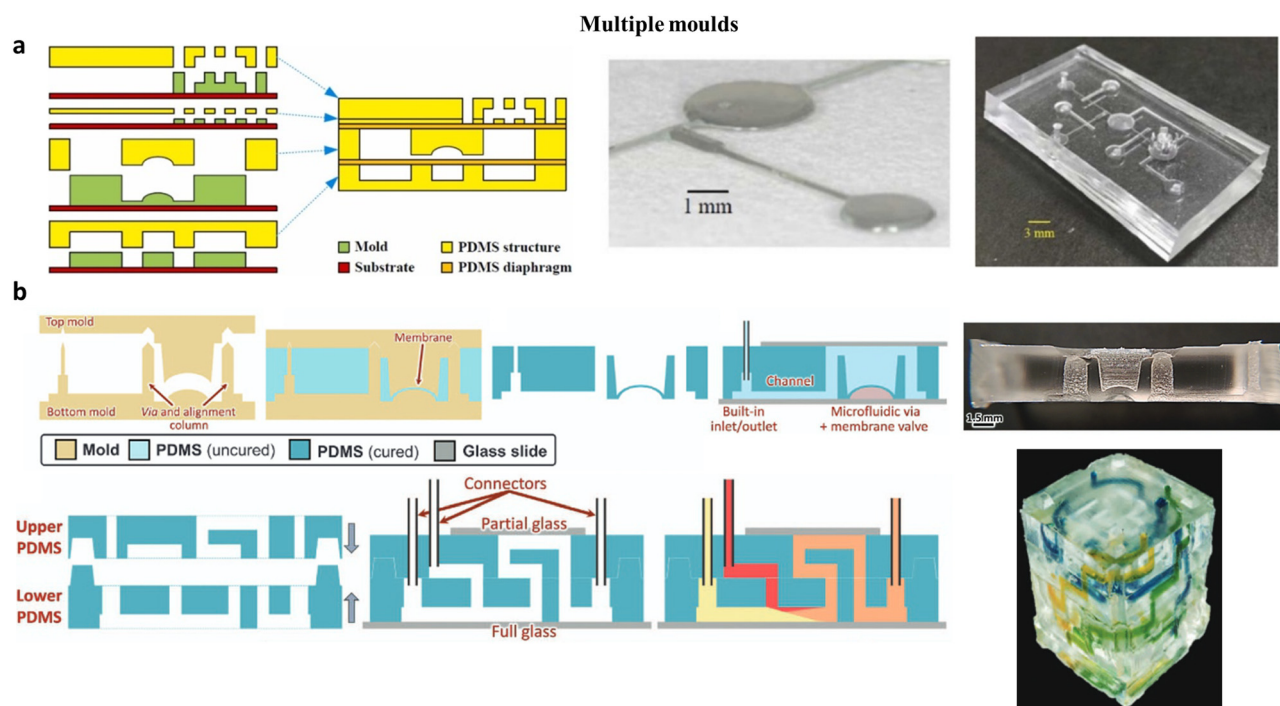 Multiple moulds
a
Mold
PDMS structure
Substrate
PDMS diaphragm
1 mm
3 mm
b
Top mold
Bottom mold
Via and alignment
column
Membrane
Channel
Built-in
inlet/outlet
Microfluidic via
+ membrane valve
1.5 mm
Mold
PDMS (uncured)
PDMS (cured)
Glass slide
Upper
PDMS
Lower
PDMS
Connectors
Partial glass
Full glass